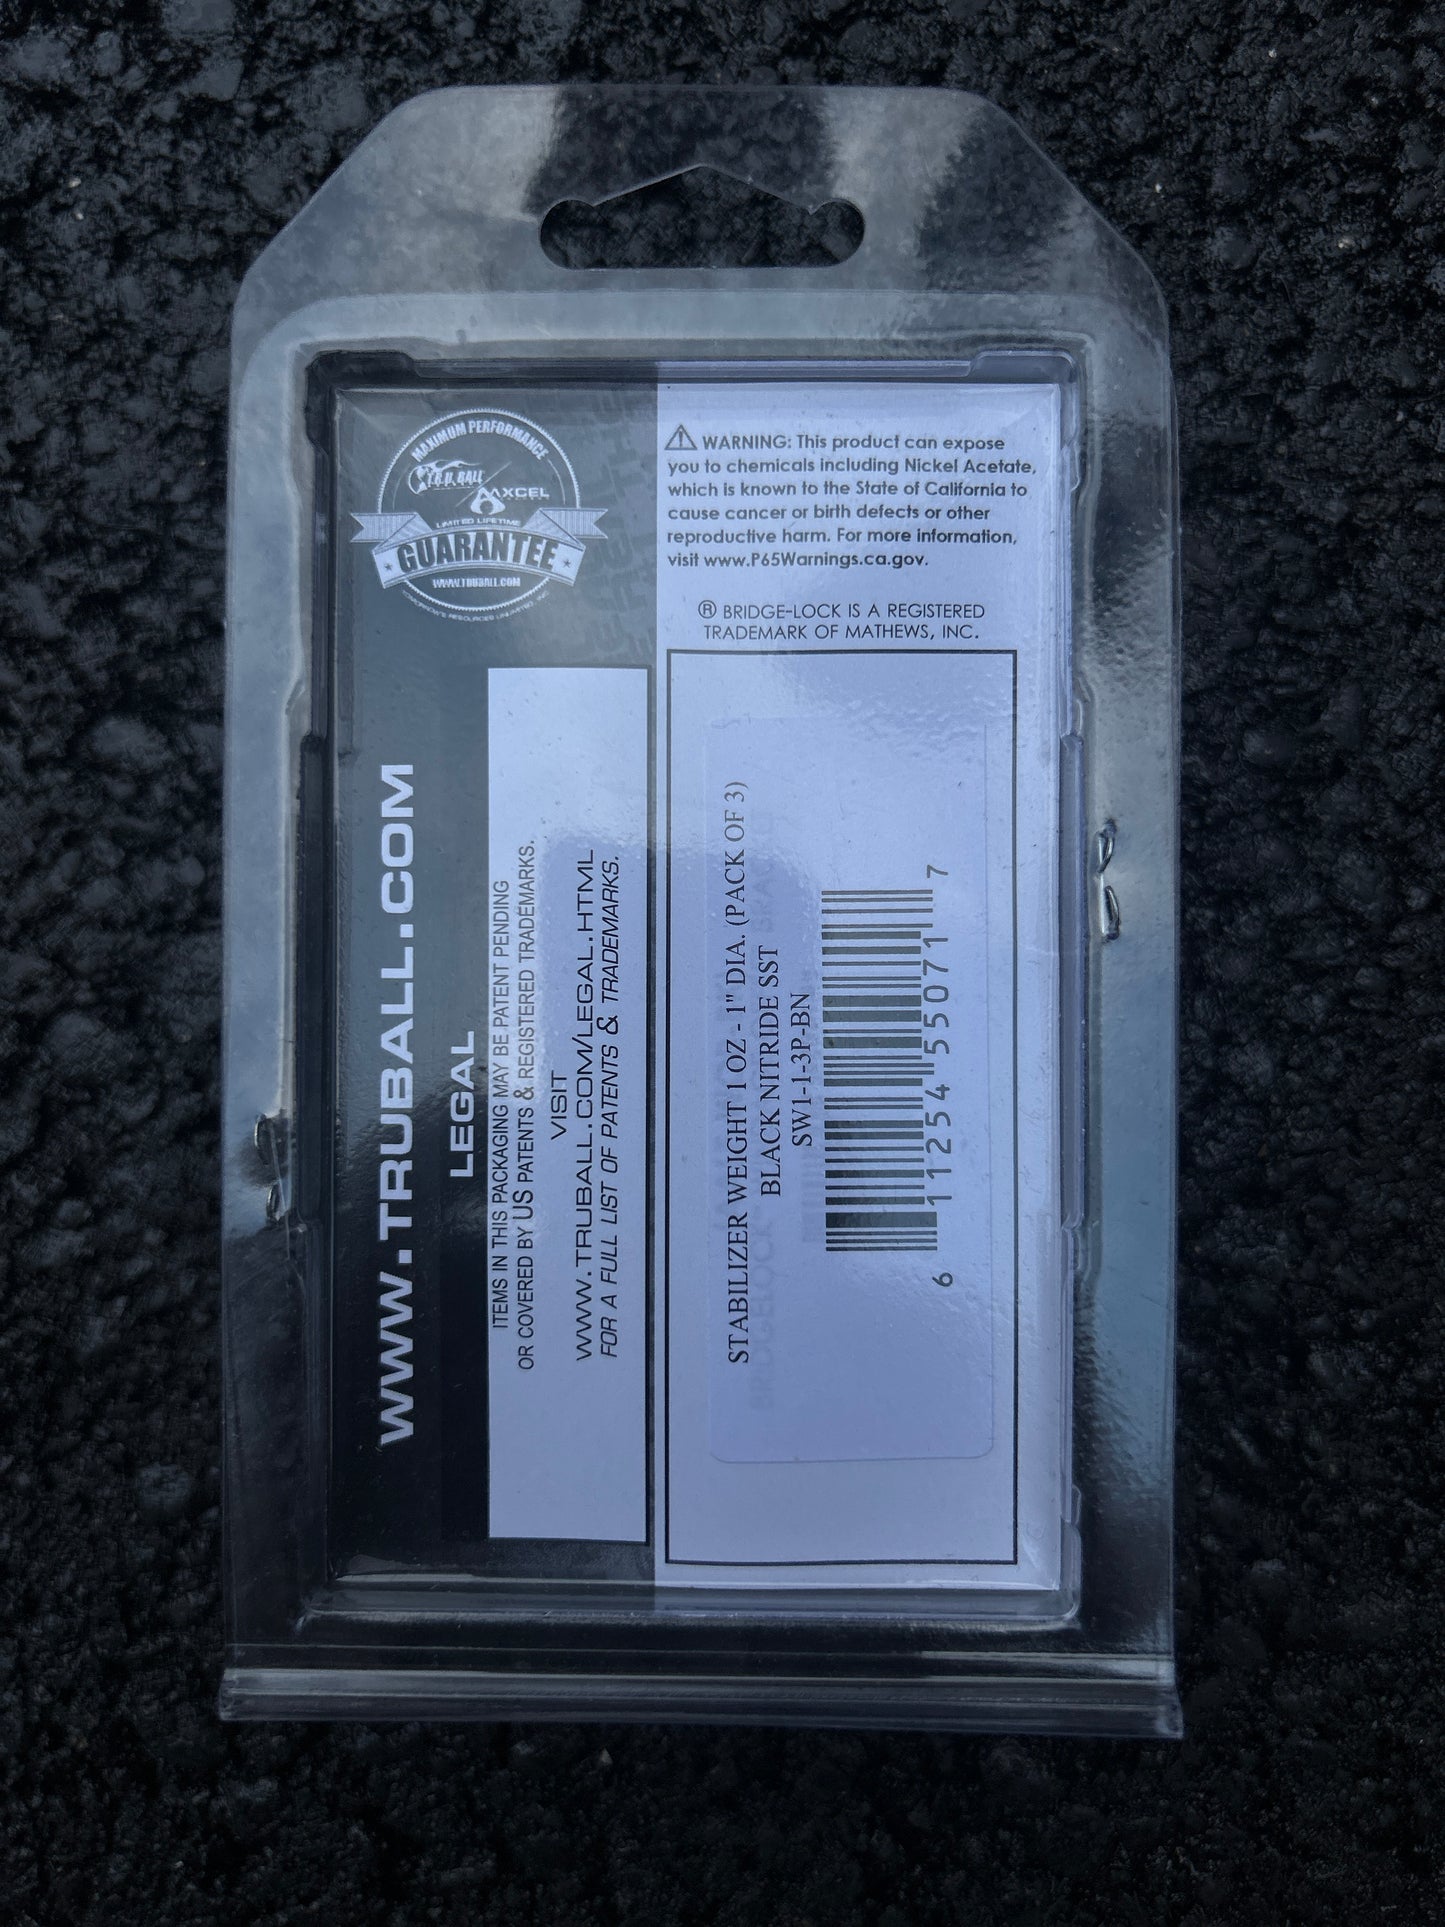 MAXIMUM PERFORMANCE
T.R.U. BALL
AXCEL
LIMITED LIFETIME
GUARANTEE
WWW.TRUBALL.COM
TOMORROW'S RESOURCES UNLIMITED, INC.
⚠ WARNING: This product can expose
you to chemicals including Nickel Acetate,
which is known to the State of California to
cause cancer or birth defects or other
reproductive harm. For more information,
visit www.P65Warnings.ca.gov.
® BRIDGE-LOCK IS A REGISTERED
TRADEMARK OF MATHEWS, INC.
WWW.TRUBALL.COM
LEGAL
ITEMS IN THIS PACKAGING MAY BE PATENT PENDING
OR COVERED BY US PATENTS & REGISTERED TRADEMARKS.
VISIT
WWW.TRUBALL.COM/LEGAL.HTML
FOR A FULL LIST OF PATENTS & TRADEMARKS.
STABILIZER WEIGHT 1 OZ - 1" DIA. (PACK OF 3)
BLACK NITRIDE SST
SW1-1-3P-BN
6 11254 55071 7